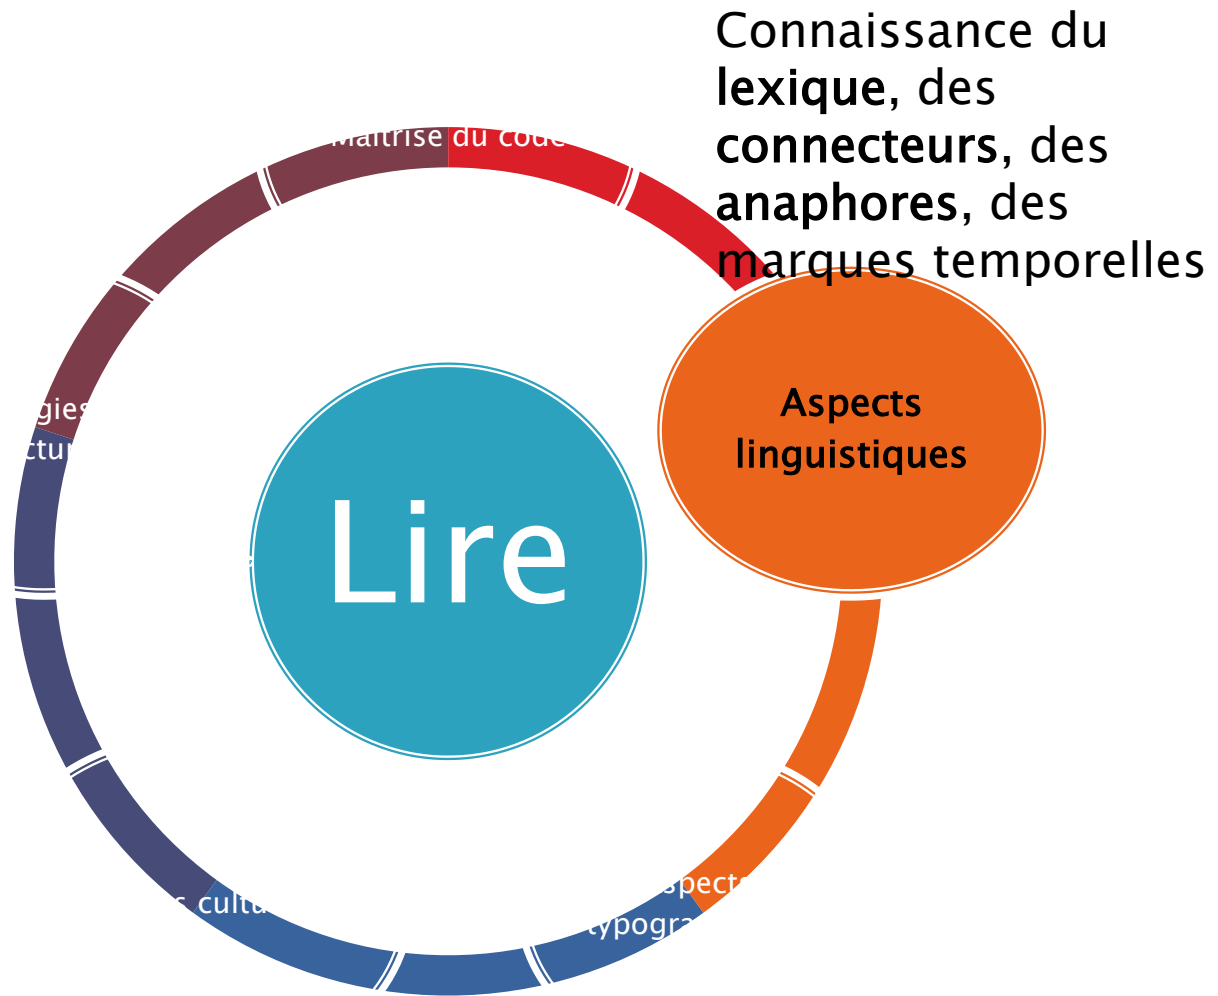 Connaissance du
lexique, des
connecteurs, des
anaphores, des
marques temporelles
Maîtrise du code
Aspects
linguistiques
Lire